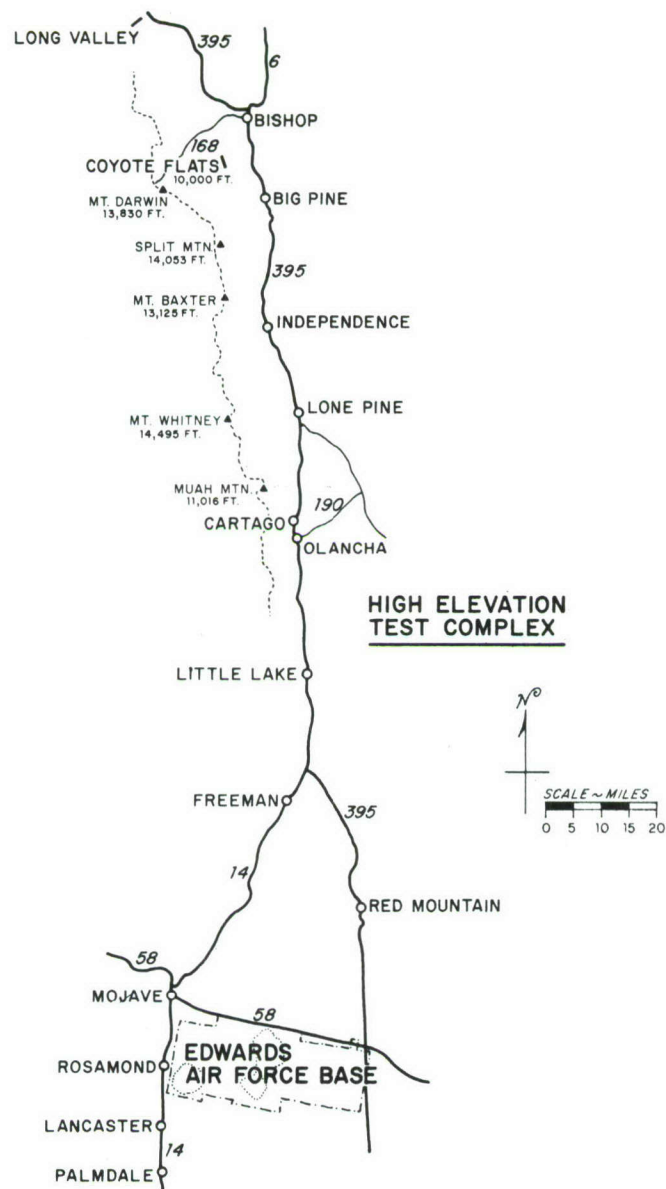 LONG VALLEY
395
6
BISHOP
168
COYOTE FLATS
10,000 FT.
MT. DARWIN
13,830 FT.
BIG PINE
SPLIT MTN.
14,053 FT.
395
MT. BAXTER
13,125 FT.
INDEPENDENCE
LONE PINE
MT. WHITNEY
14,495 FT.
MUAH MTN.
11,016 FT.
190
CARTAGO
OLANCHA
HIGH ELEVATION
TEST COMPLEX
LITTLE LAKE
N
SCALE ~ MILES
0 5 10 15 20
FREEMAN
395
14
RED MOUNTAIN
58
MOJAVE
58
EDWARDS
AIR FORCE BASE
ROSAMOND
LANCASTER
14
PALMDALE